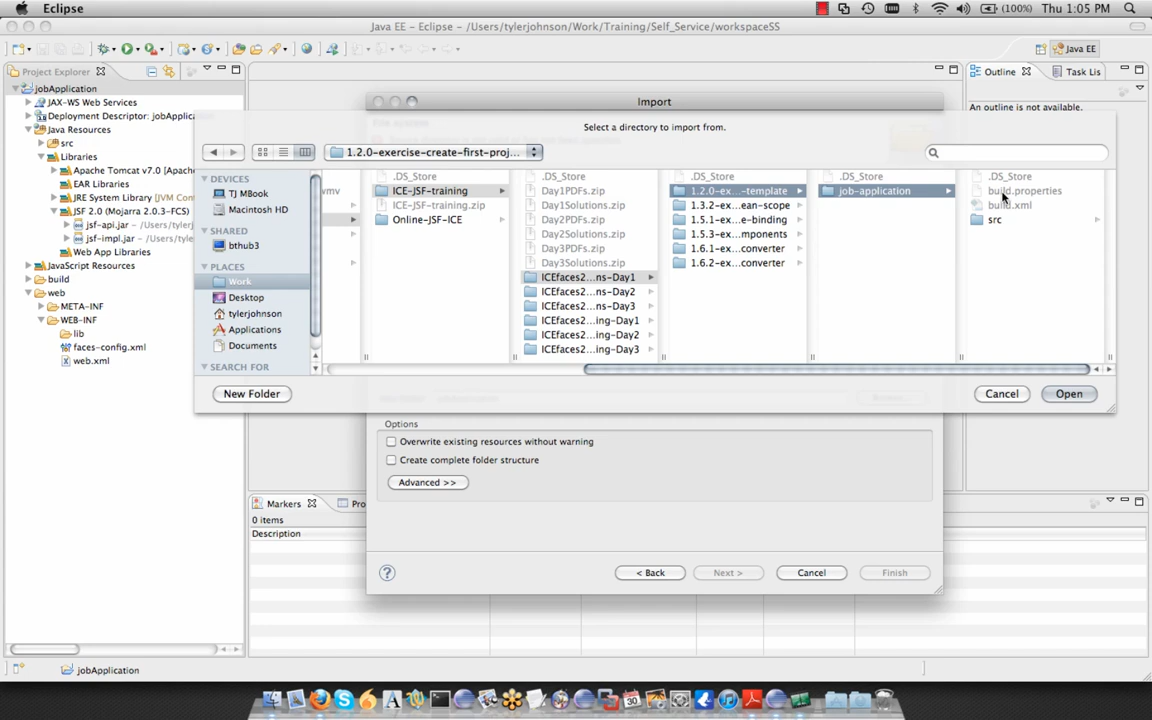 Eclipse
(100%) Thu 1:05 PM
Java EE - Eclipse - /Users/tylerjohnson/Work/Training/Self_Service/workspaceSS
Java EE
Project Explorer
jobApplication
JAX-WS Web Services
Deployment Descriptor: jobApplica
Java Resources
src
Libraries
Apache Tomcat v7.0 [Apache
EAR Libraries
JRE System Library [JVM Cont
JSF 2.0 (Mojarra 2.0.3-FCS)
jsf-api.jar - /Users/tyle
jsf-impl.jar - /Users/tyle
Web App Libraries
JavaScript Resources
build
web
META-INF
WEB-INF
lib
faces-config.xml
web.xml
Outline
Task Lis
An outline is not available.
Import
Select a directory to import from.
1.2.0-exercise-create-first-proj...
DEVICES
TJ MBook
Macintosh HD
SHARED
bthub3
PLACES
Work
Desktop
tylerjohnson
Applications
Documents
SEARCH FOR
wmv
.DS_Store
ICE-JSF-training
ICE-JSF-training.zip
Online-JSF-ICE
.DS_Store
Day1PDFs.zip
Day1Solutions.zip
Day2PDFs.zip
Day2Solutions.zip
Day3PDFs.zip
Day3Solutions.zip
ICEfaces2...ns-Day1
ICEfaces2...ns-Day2
ICEfaces2...ns-Day3
ICEfaces2...ing-Day1
ICEfaces2...ing-Day2
ICEfaces2...ing-Day3
.DS_Store
1.2.0-ex...-template
1.3.2-ex...ean-scope
1.5.1-ex...e-binding
1.5.3-ex...mponents
1.6.1-ex...converter
1.6.2-ex...converter
.DS_Store
job-application
.DS_Store
build.properties
build.xml
src
New Folder
Cancel
Open
Options
Overwrite existing resources without warning
Create complete folder structure
Advanced >>
? < Back Next > Cancel Finish
Markers
Pro
0 items
Description
jobApplication